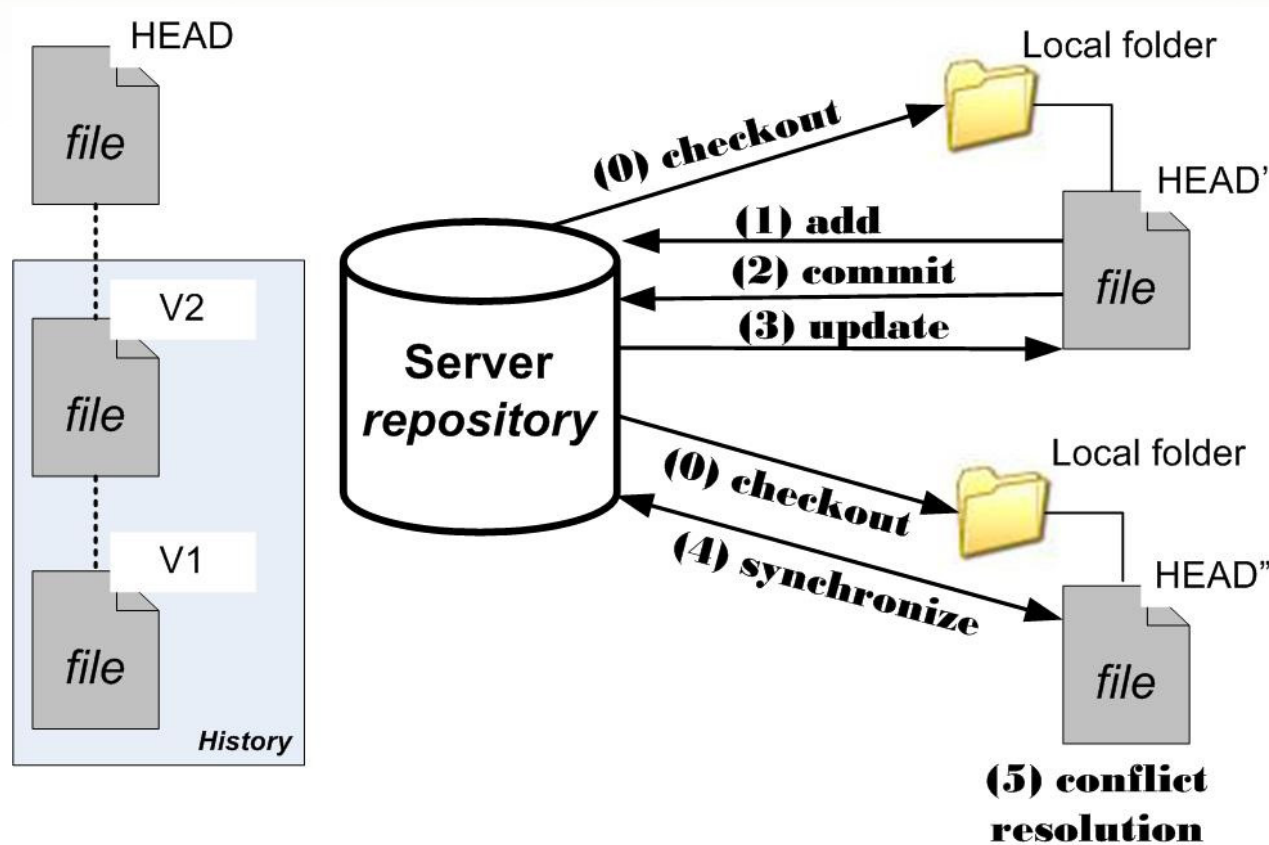 HEAD
file
V2
file
V1
file
History
Server
repository
(0) checkout
Local folder
HEAD'
file
(1) add
(2) commit
(3) update
(0) checkout
(4) synchronize
Local folder
HEAD”
file
(5) conflict
resolution